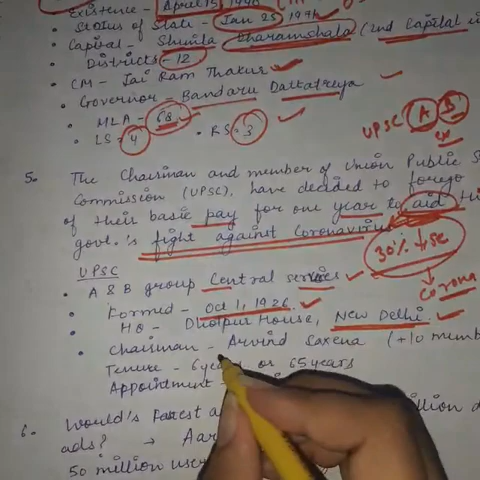 Existence - April 15, 1948
Status of State - Jan 25 1971
Capital - Shimla Dharamshala (2nd Capital
Districts - 12
CM - Jai Ram Thakur
Governor - Bandaru Dattatreya
MLA - 68
LS - 4 • RS - 3
UPSC A B
5. The Chairman and member of Union Public S
Commission (UPSC), have decided to forego
of their basic pay for one year to aid
govt.'s fight against Coronavirus
30%
Corona
UPSC
A & B group Central services
Formed - Oct 1, 1926
HQ - Dholpur House, New Delhi.
Chairman - Arvind Saxena (+10 mem
Tenure - 6 years or 65 years
Appointment -
6. World's
ads? → Aar
50 million use